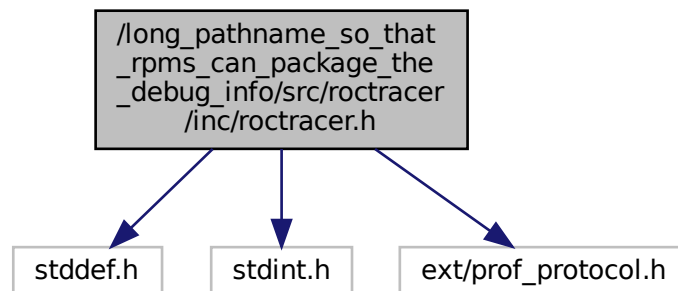 /long_pathname_so_that
_rpms_can_package_the
_debug_info/src/roctracer
/inc/roctracer.h
stddef.h
stdint.h
ext/prof_protocol.h